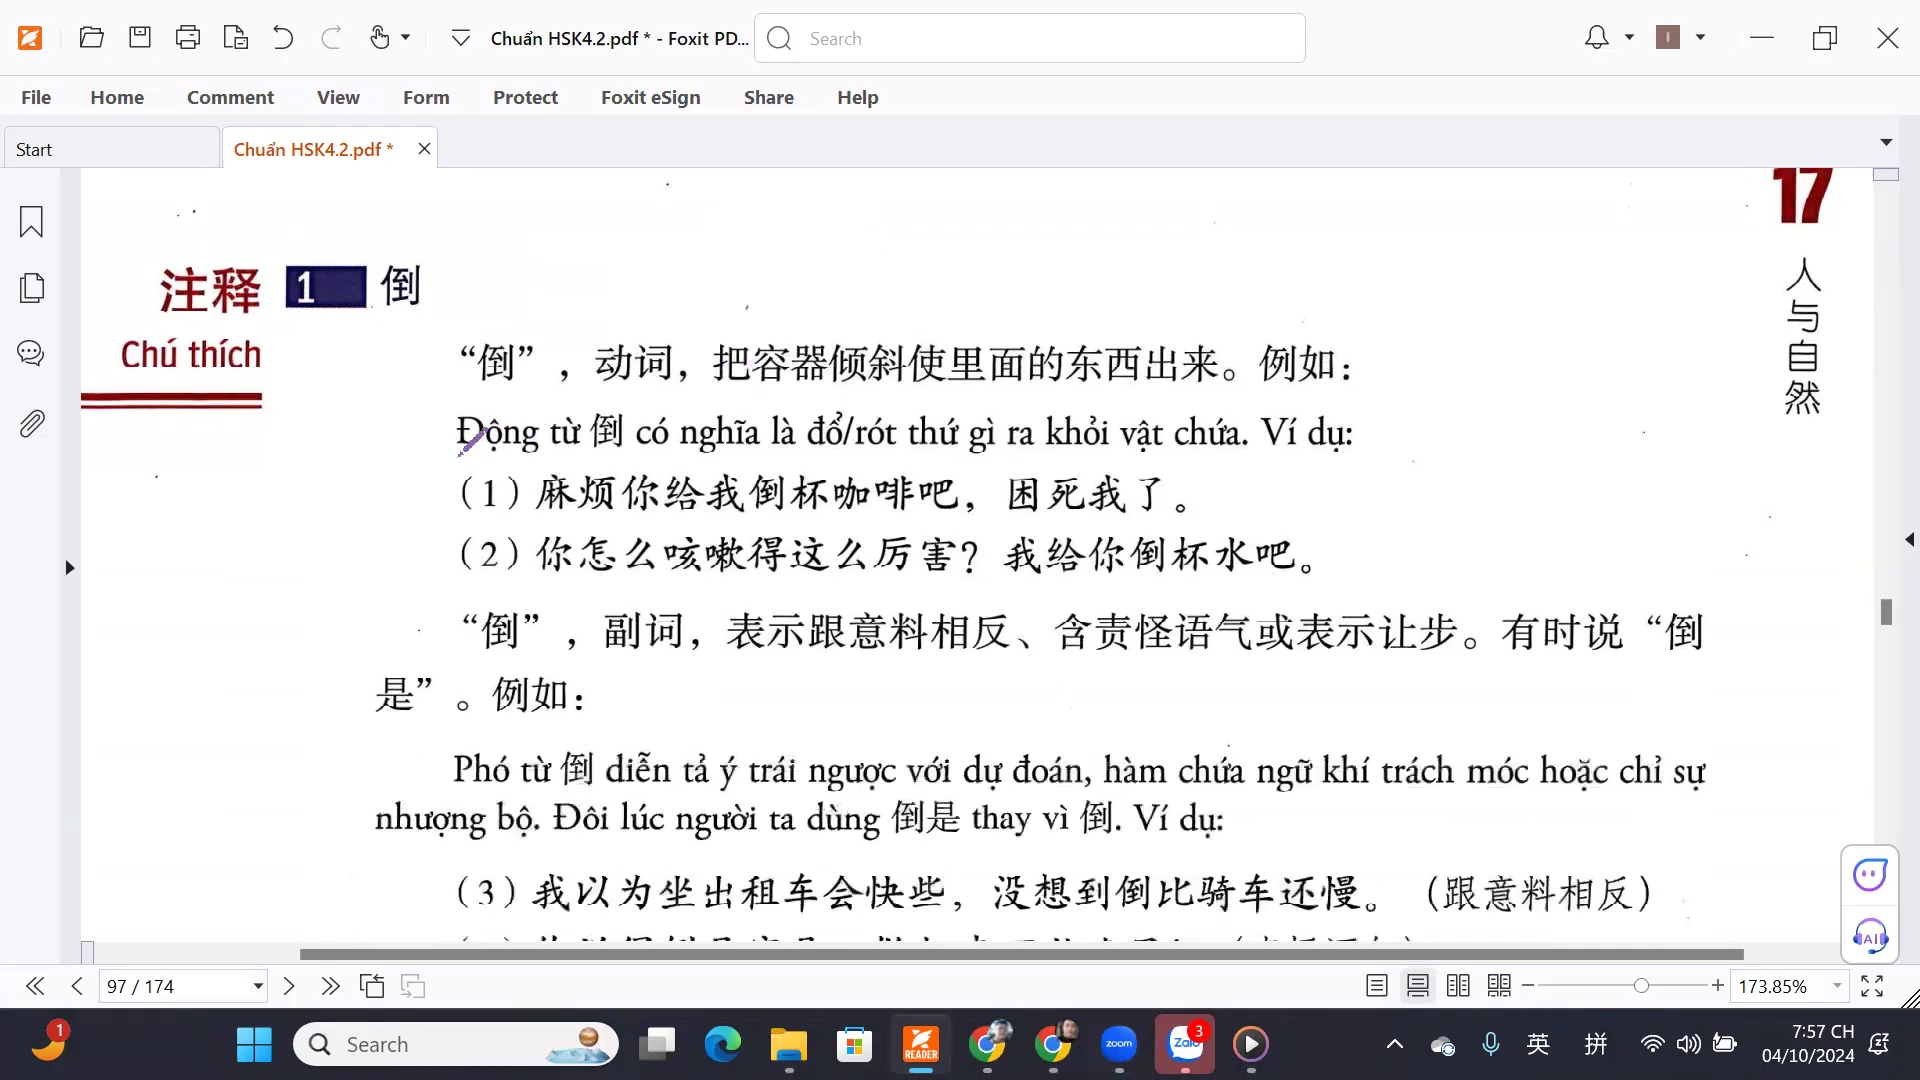 Chuẩn HSK4.2.pdf * - Foxit PD...
Search
File Home Comment View Form Protect Foxit eSign Share Help
Start
Chuẩn HSK4.2.pdf *
17
人与自然
注释 1 倒
Chú thích
“倒”，动词，把容器倾斜使里面的东西出来。例如：
Động từ 倒 có nghĩa là đổ/rót thứ gì ra khỏi vật chứa. Ví dụ:
（1）麻烦你给我倒杯咖啡吧，困死我了。
（2）你怎么咳嗽得这么厉害？我给你倒杯水吧。
“倒”，副词，表示跟意料相反、含责怪语气或表示让步。有时说“倒
是”。例如：
Phó từ 倒 diễn tả ý trái ngược với dự đoán, hàm chứa ngữ khí trách móc hoặc chỉ sự
nhượng bộ. Đôi lúc người ta dùng 倒是 thay vì 倒. Ví dụ:
（3）我以为坐出租车会快些，没想到倒比骑车还慢。（跟意料相反）
97 / 174
173.85%
1
Search
READER
zoom
Zalo
3
英
拼
7:57 CH
04/10/2024
AI